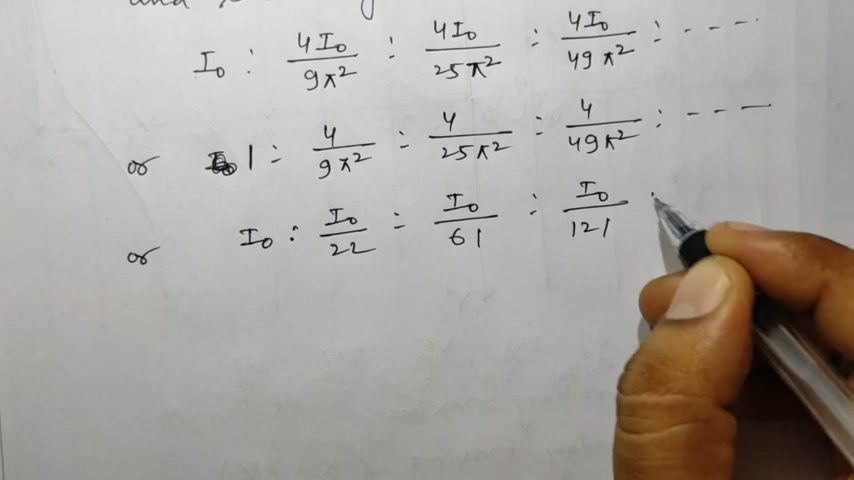 and
I₀ : 4I₀/9π² : 4I₀/25π² : 4I₀/49π² : ----
or 1 : 4/9π² : 4/25π² : 4/49π² : ---
or I₀ : I₀/22 : I₀/61 : I₀/121